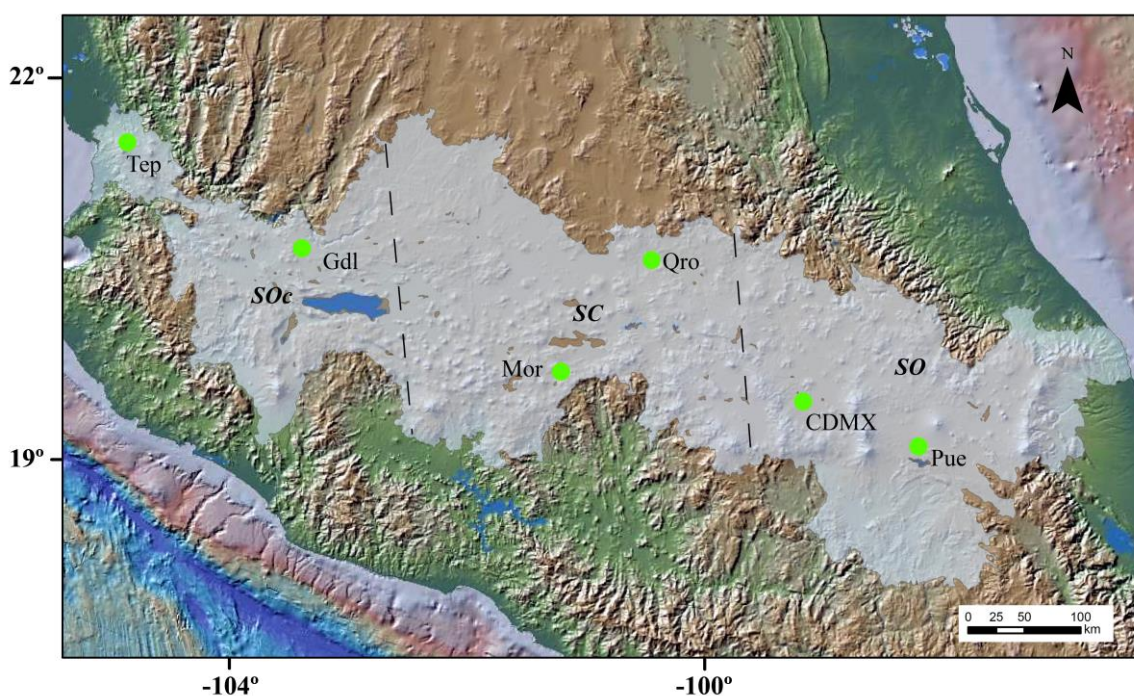 22º
N
Tep
Gdl
Qro
SOc
SC
Mor
SO
CDMX
Pue
19º
0 25 50 100
km
-104º
-100º